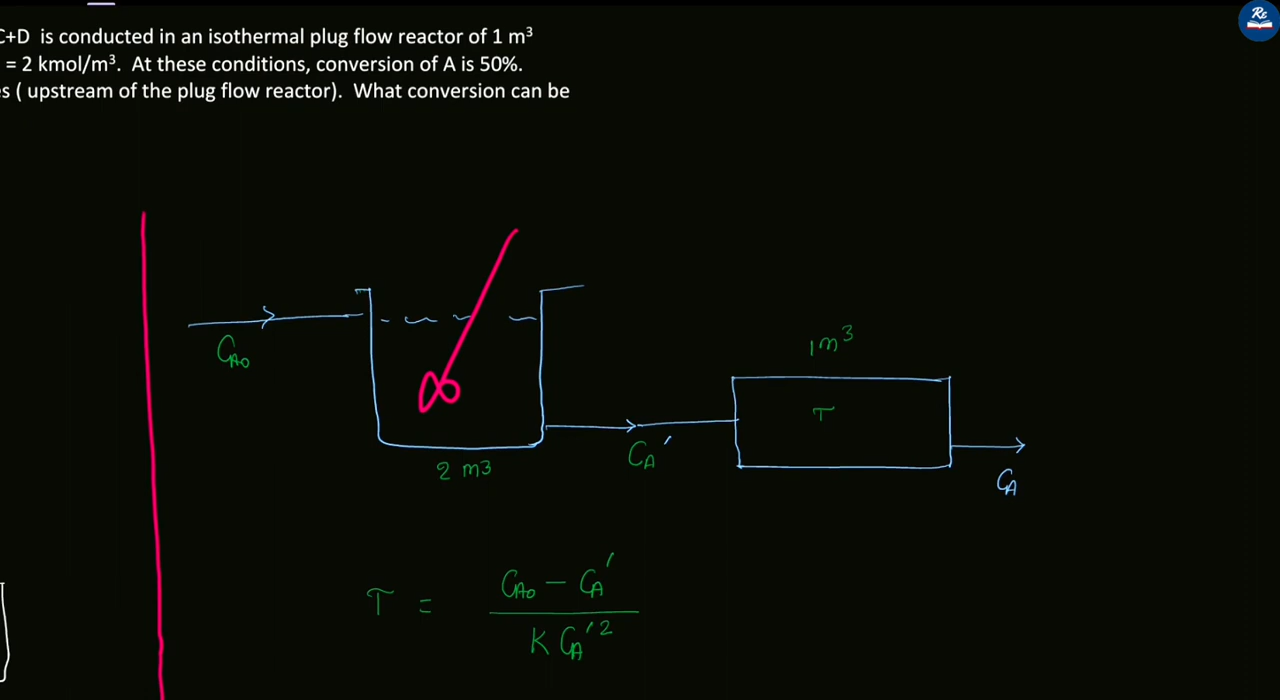 C+D is conducted in an isothermal plug flow reactor of 1 m³
= 2 kmol/m³. At these conditions, conversion of A is 50%.
s ( upstream of the plug flow reactor). What conversion can be
Re
C_A0
1m³
τ
C_A'
2 m3
C_A
τ = (C_A0 - C_A') / (K C_A'²)